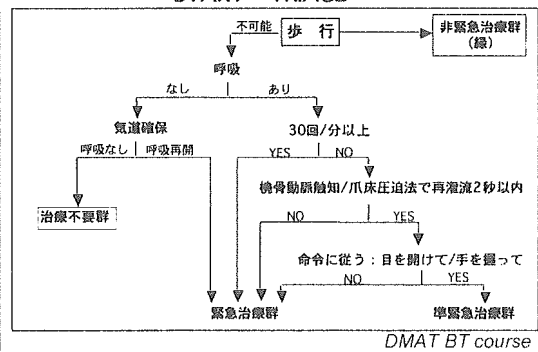 不可能
歩行
非緊急治療群
(緑)
呼吸
なし
あり
気道確保
30回/分以上
呼吸なし
呼吸再開
YES
NO
橈骨動脈触知/爪床圧迫法で再灌流2秒以内
治療不要群
NO
YES
命令に従う:目を開けて/手を握って
NO
YES
緊急治療群
準緊急治療群
DMAT BT course